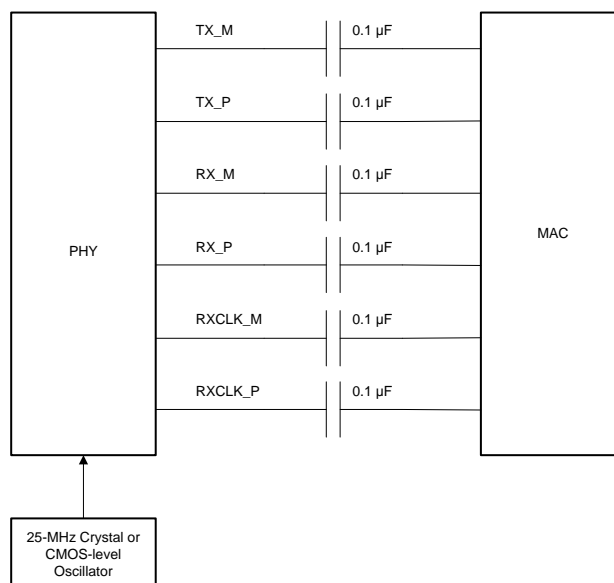 TX_M
0.1 µF
TX_P
0.1 µF
RX_M
0.1 µF
RX_P
0.1 µF
RXCLK_M
0.1 µF
RXCLK_P
0.1 µF
PHY
MAC
25-MHz Crystal or
CMOS-level
Oscillator